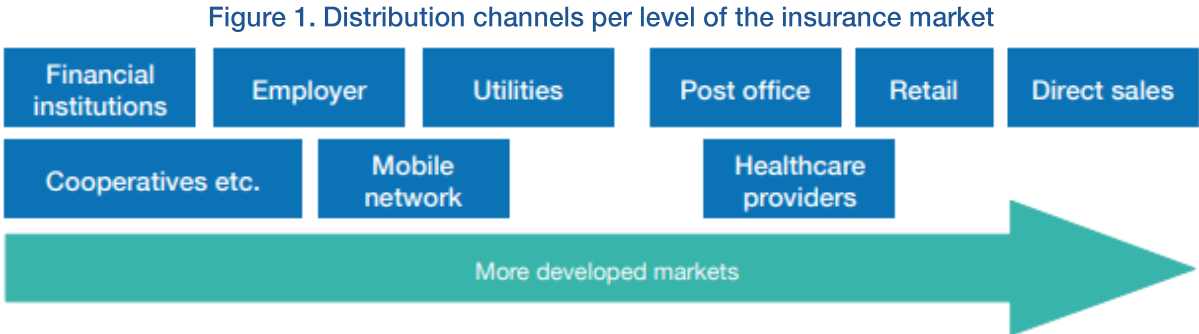 Figure 1. Distribution channels per level of the insurance market
Financial
institutions
Employer
Utilities
Post office
Retail
Direct sales
Cooperatives etc.
Mobile
network
Healthcare
providers
More developed markets